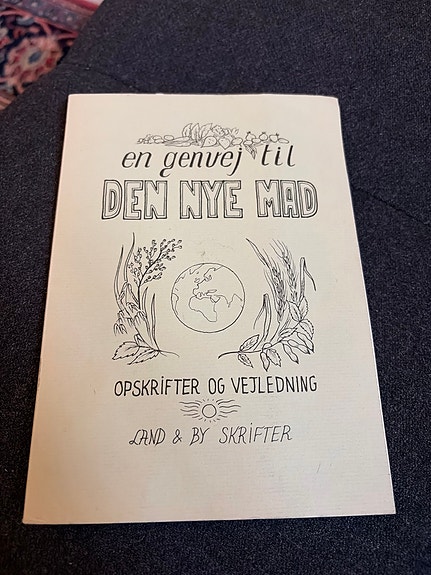 en genvej til
DEN NYE MAD
OPSKRIFTER OG VEJLEDNING
LAND & BY SKRIFTER